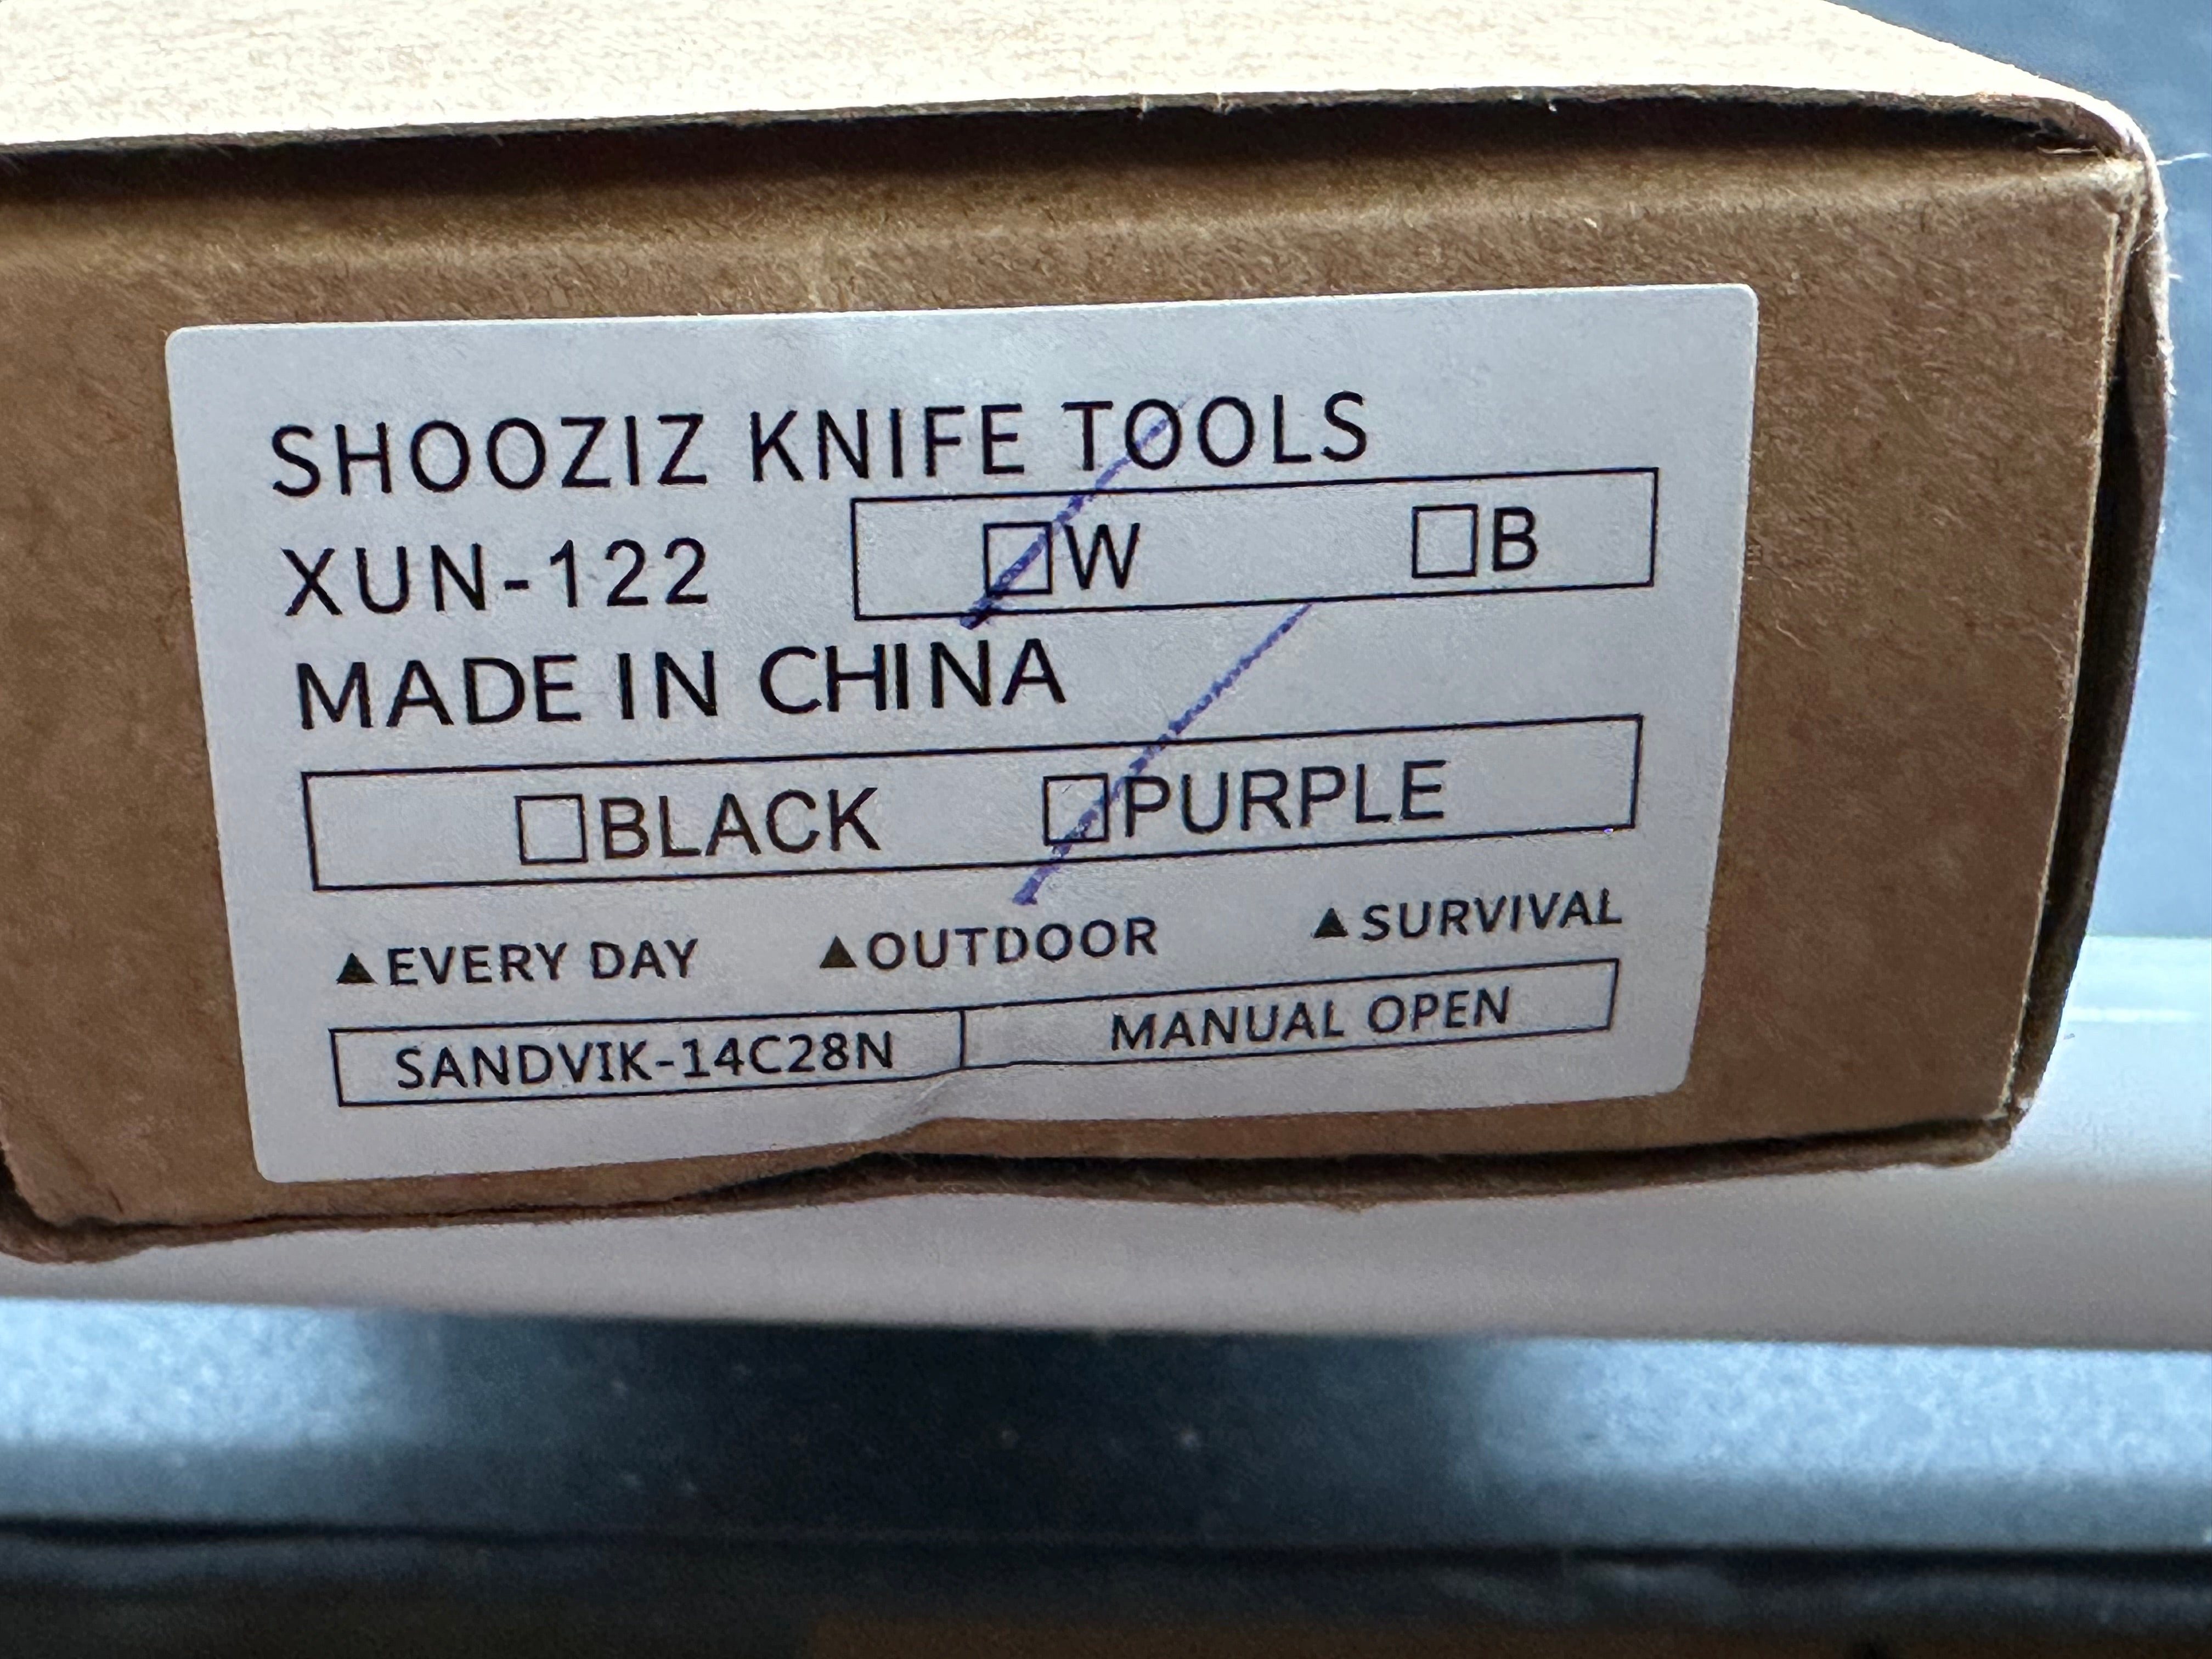 SHOOZIZ KNIFE TOOLS
XUN-122 ☐W ☐B
MADE IN CHINA
☐BLACK ☐PURPLE
▲EVERY DAY ▲OUTDOOR ▲SURVIVAL
SANDVIK-14C28N MANUAL OPEN